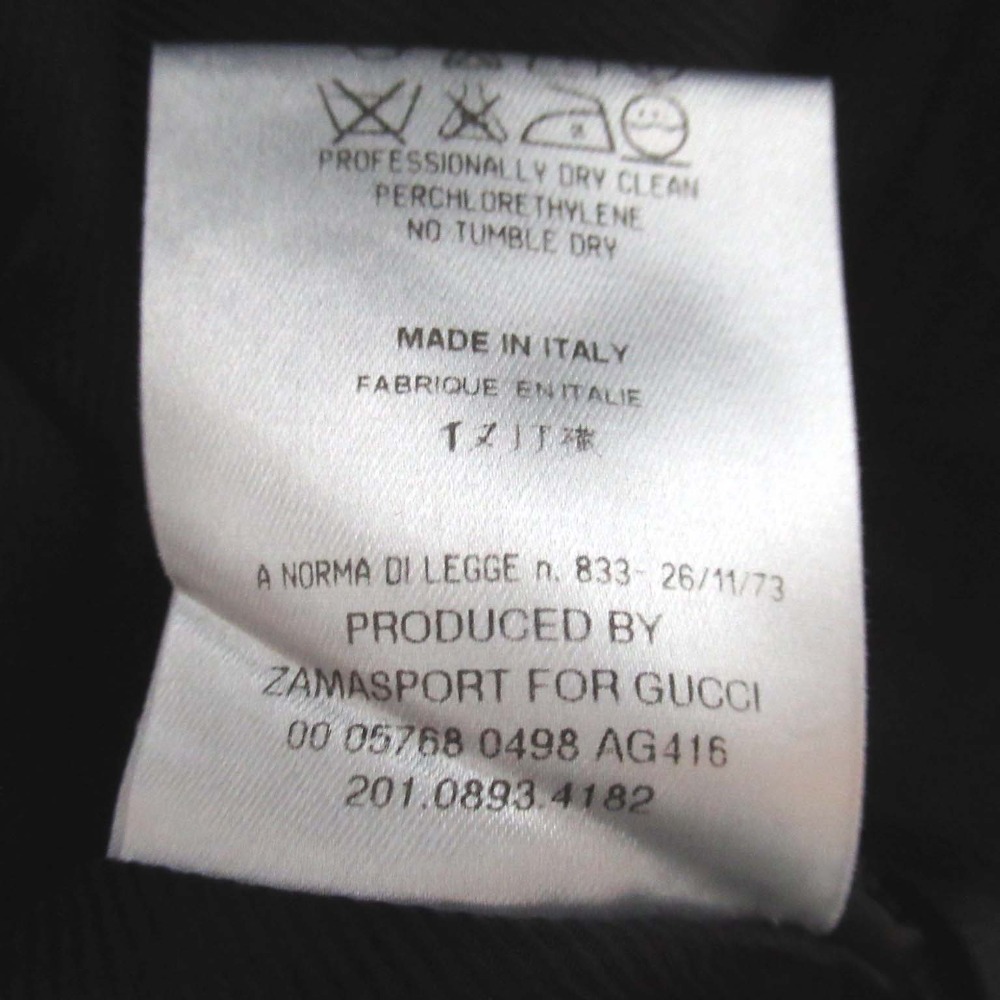 PROFESSIONALLY DRY CLEAN
PERCHLORETHYLENE
NO TUMBLE DRY
MADE IN ITALY
FABRIQUE EN ITALIE
A NORMA DI LEGGE n. 833- 26/11/73
PRODUCED BY
ZAMASPORT FOR GUCCI
00 05768 0498 AG416
201.0893.4182